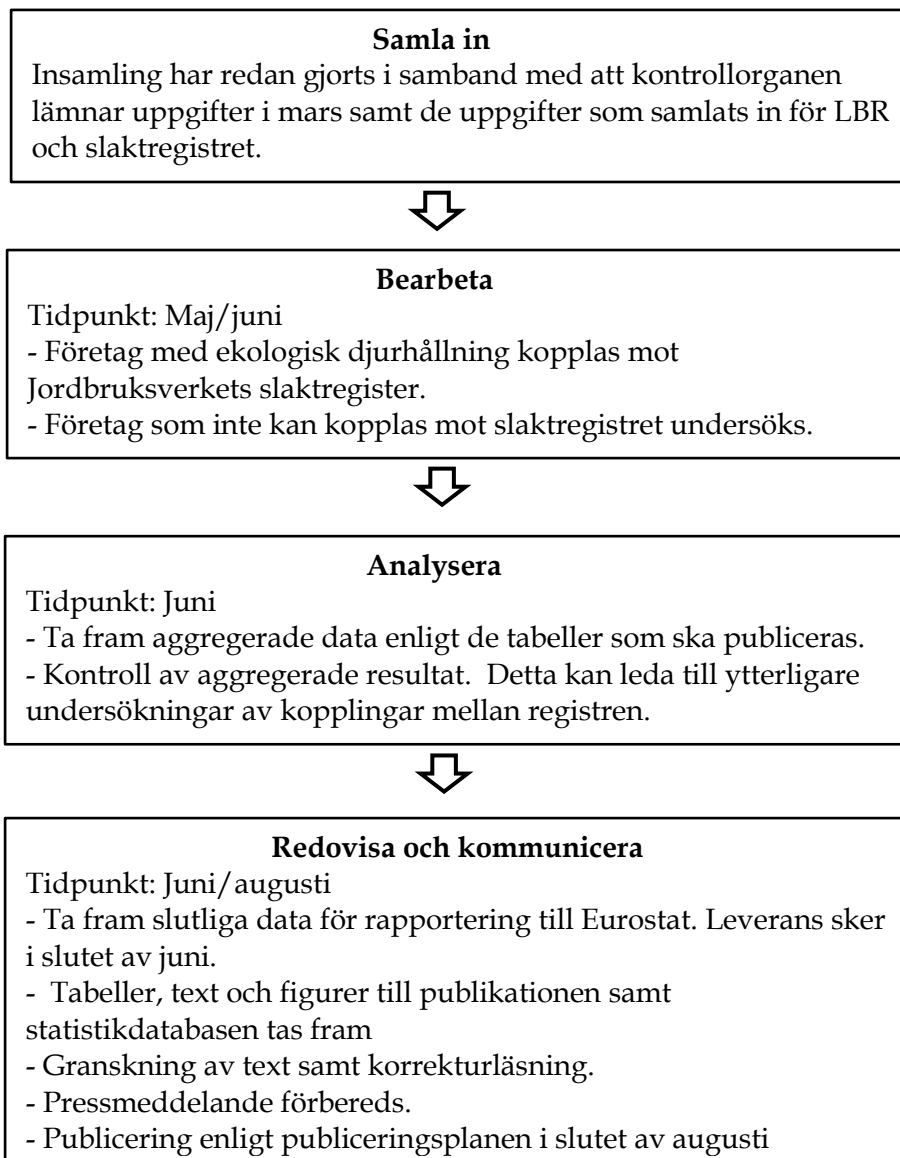 Samla in
Insamling har redan gjorts i samband med att kontrollorganen
lämnar uppgifter i mars samt de uppgifter som samlats in för LBR
och slaktregistret.
Bearbeta
Tidpunkt: Maj/juni
- Företag med ekologisk djurhållning kopplas mot
Jordbruksverkets slaktregister.
- Företag som inte kan kopplas mot slaktregistret undersöks.
Analysera
Tidpunkt: Juni
- Ta fram aggregerade data enligt de tabeller som ska publiceras.
- Kontroll av aggregerade resultat.  Detta kan leda till ytterligare
undersökningar av kopplingar mellan registren.
Redovisa och kommunicera
Tidpunkt: Juni/augusti
- Ta fram slutliga data för rapportering till Eurostat. Leverans sker
i slutet av juni.
-  Tabeller, text och figurer till publikationen samt
statistikdatabasen tas fram
- Granskning av text samt korrekturläsning.
- Pressmeddelande förbereds.
- Publicering enligt publiceringsplanen i slutet av augusti